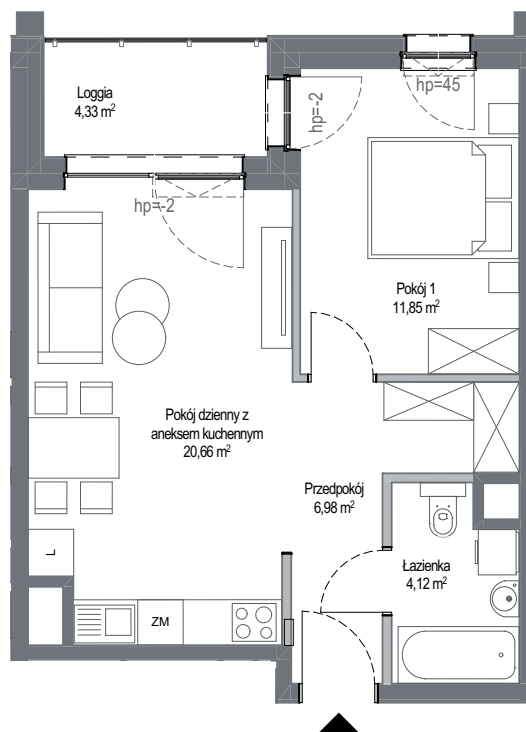 Loggia
4,33 m²
hp=-2
hp=45
hp=-2
Pokój 1
11,85 m²
Pokój dzienny z
aneksem kuchennym
20,66 m²
Przedpokój
6,98 m²
Łazienka
4,12 m²
L
ZM